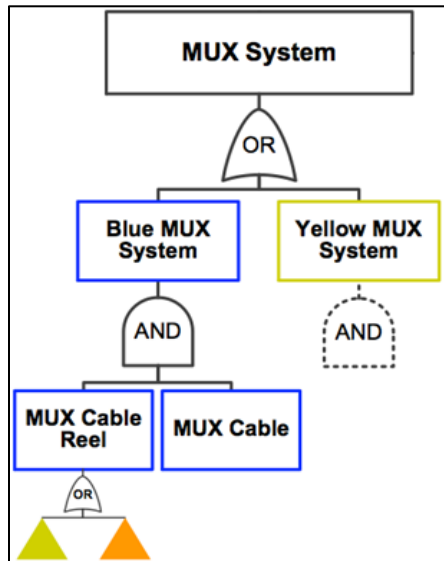 MUX System
OR
Blue MUX
System
Yellow MUX
System
AND
AND
MUX Cable
Reel
MUX Cable
OR